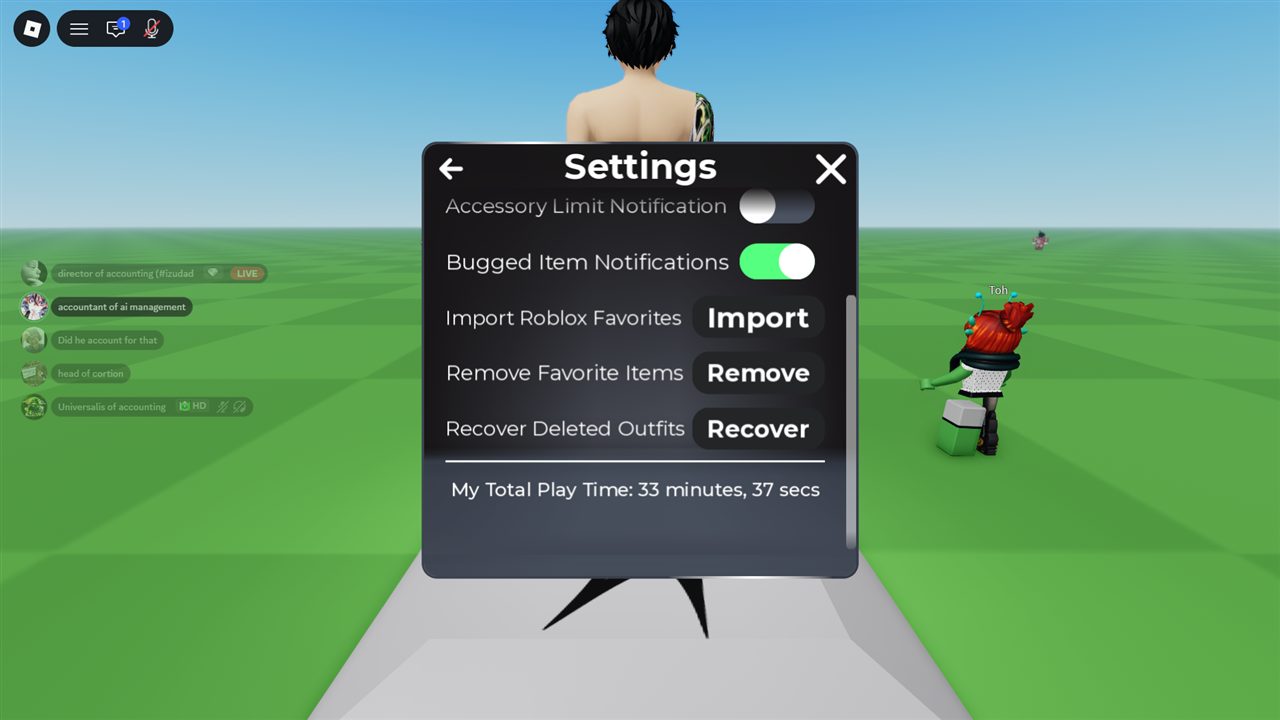 1
Settings
Accessory Limit Notification
Bugged Item Notifications
Import Roblox Favorites Import
Remove Favorite Items Remove
Recover Deleted Outfits Recover
My Total Play Time: 33 minutes, 37 secs
director of accounting (#izudad LIVE
accountant of ai management
Did he account for that
head of cortion
Universalis of accounting HD
Toh